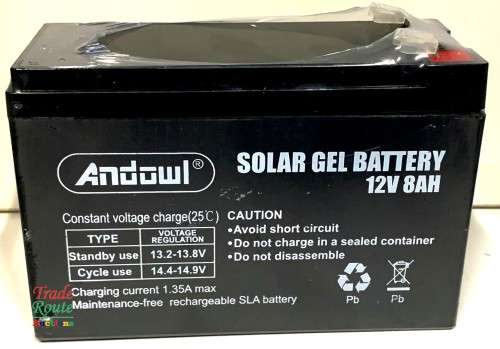 Andowl®
SOLAR GEL BATTERY
12V 8AH
Constant voltage charge(25℃)
TYPE VOLTAGE REGULATION
Standby use 13.2-13.8V
Cycle use 14.4-14.9V
Charging current 1.35A max
Maintenance-free rechargeable SLA battery
CAUTION
•Avoid short circuit
•Do not charge in a sealed container
•Do not disassemble
Pb Pb
Trade
Route